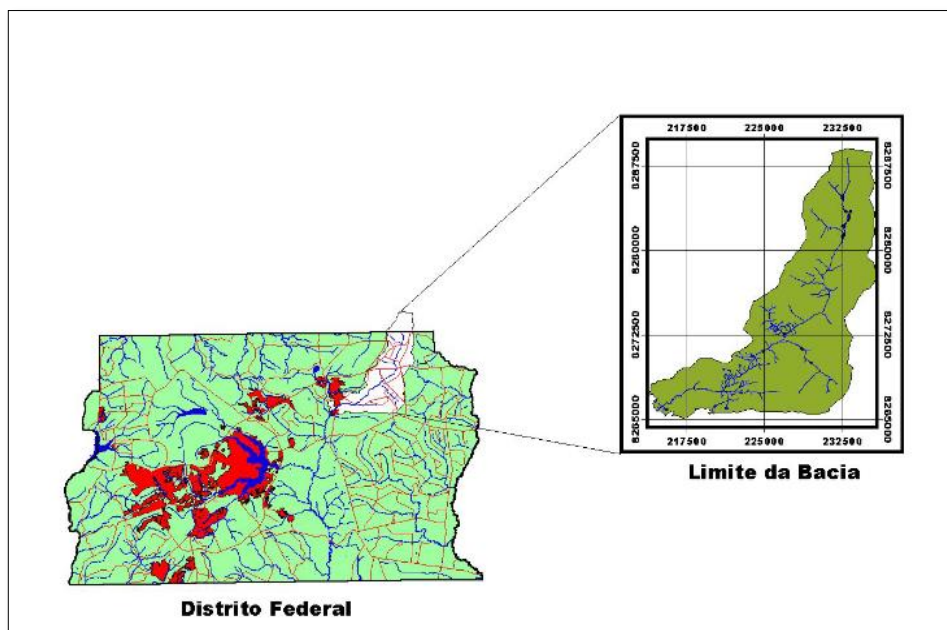 217500 225000 232500
8287500 8287500
8280000 8280000
8272500 8272500
8265000 8265000
217500 225000 232500
Limite da Bacia
Distrito Federal